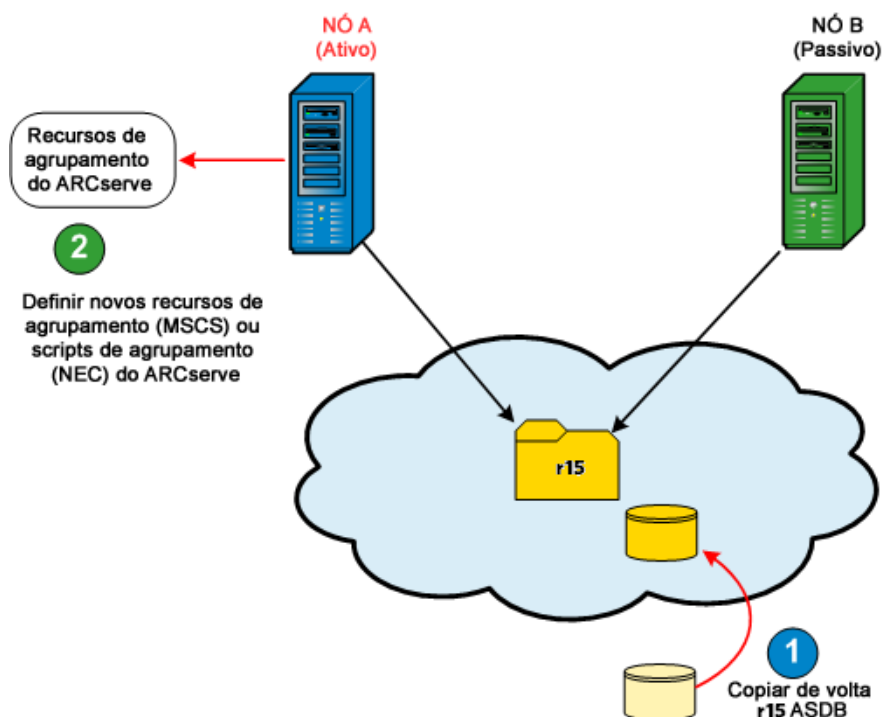 NÓ A
(Ativo)
NÓ B
(Passivo)
Recursos de
agrupamento
do ARCserve
2
Definir novos recursos de
agrupamento (MSCS) ou
scripts de agrupamento
(NEC) do ARCserve
r15
1
Copiar de volta
r15 ASDB